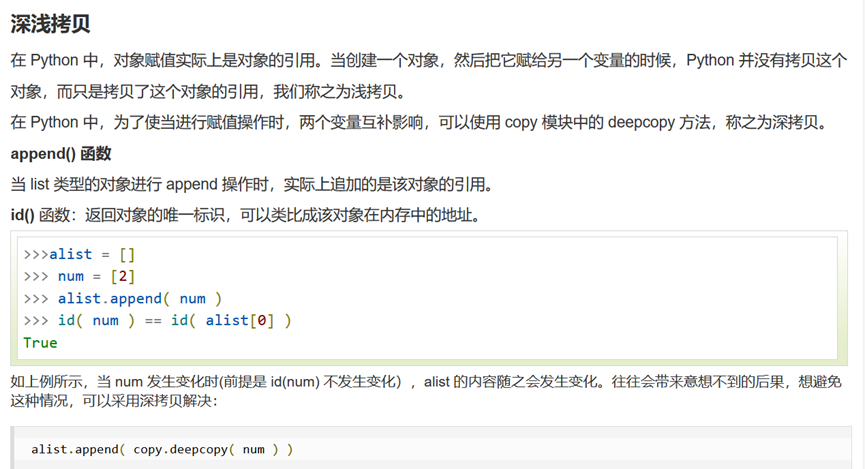 深浅拷贝
在 Python 中，对象赋值实际上是对象的引用。当创建一个对象，然后把它赋给另一个变量的时候，Python 并没有拷贝这个
对象，而只是拷贝了这个对象的引用，我们称之为浅拷贝。
在 Python 中，为了使当进行赋值操作时，两个变量互补影响，可以使用 copy 模块中的 deepcopy 方法，称之为深拷贝。
append() 函数
当 list 类型的对象进行 append 操作时，实际上追加的是该对象的引用。
id() 函数：返回对象的唯一标识，可以类比成该对象在内存中的地址。
>>>alist = []
>>> num = [2]
>>> alist.append( num )
>>> id( num ) == id( alist[0] )
True
如上例所示，当 num 发生变化时(前提是 id(num) 不发生变化），alist 的内容随之会发生变化。往往会带来意想不到的后果，想避免
这种情况，可以采用深拷贝解决：
alist.append( copy.deepcopy( num ) )